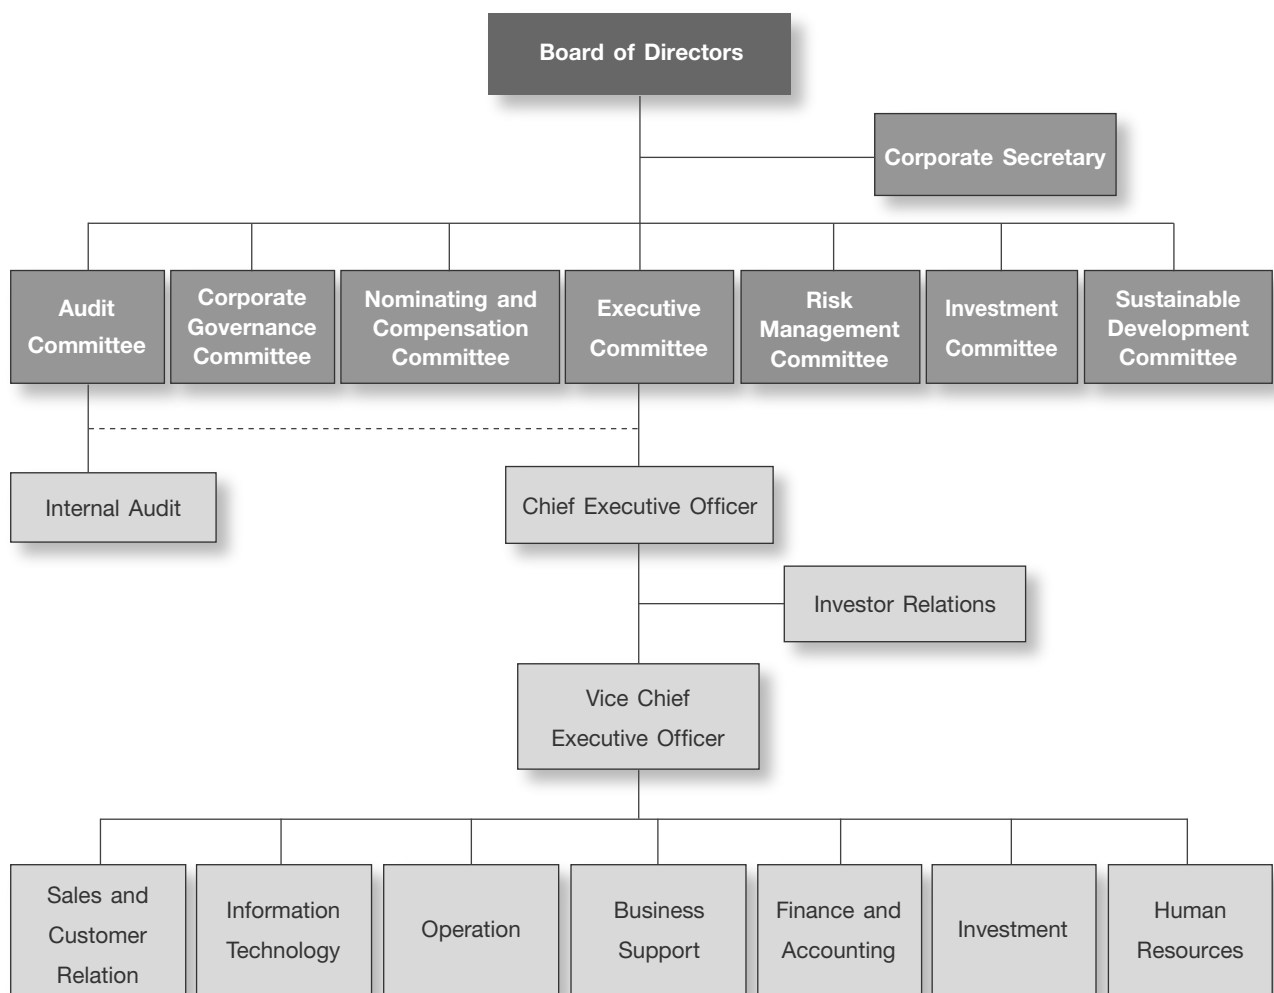 Board of Directors
Corporate Secretary
Audit
Committee
Corporate
Governance
Committee
Nominating and
Compensation
Committee
Executive
Committee
Risk
Management
Committee
Investment
Committee
Sustainable
Development
Committee
Internal Audit
Chief Executive Officer
Investor Relations
Vice Chief
Executive Officer
Sales and
Customer
Relation
Information
Technology
Operation
Business
Support
Finance and
Accounting
Investment
Human
Resources